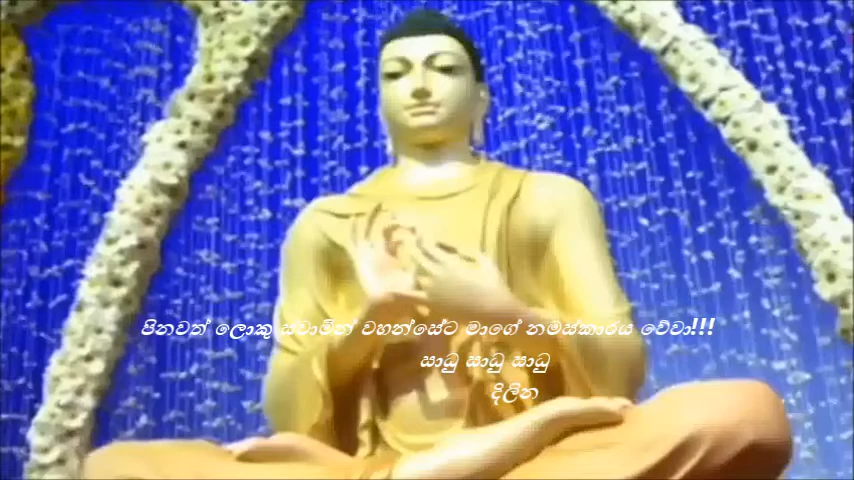 පිනවත් ලොකු ස්වාමින් වහන්සේට මාගේ නමස්කාරය වේවා!!!
සාධු සාධු සාධු
දිලින